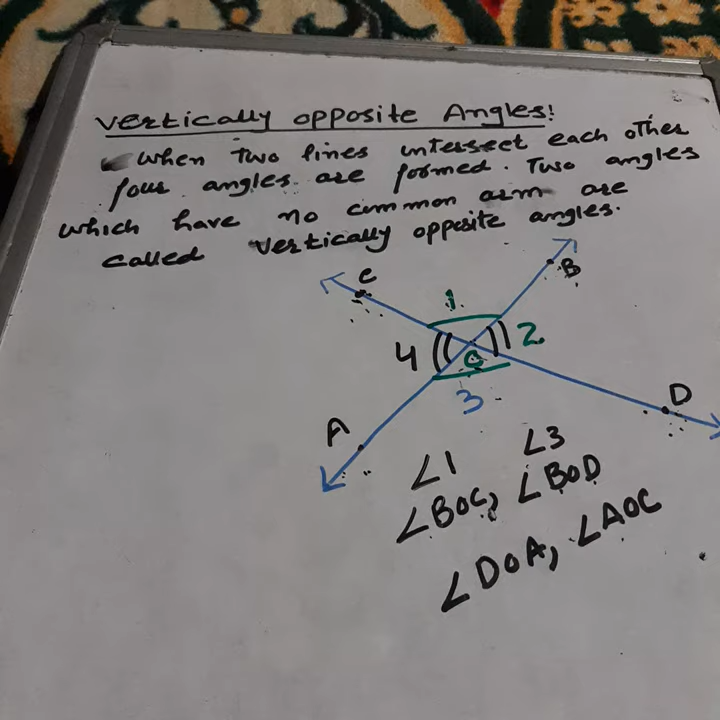 Vertically opposite Angles!
when two lines intersect each other
four angles are formed. Two angles
which have no common arm are
called vertically opposite angles.
C
B
1
4
2
O
3
D
A
∠1 ∠3
∠BOC, ∠BOD
∠DOA, ∠AOC